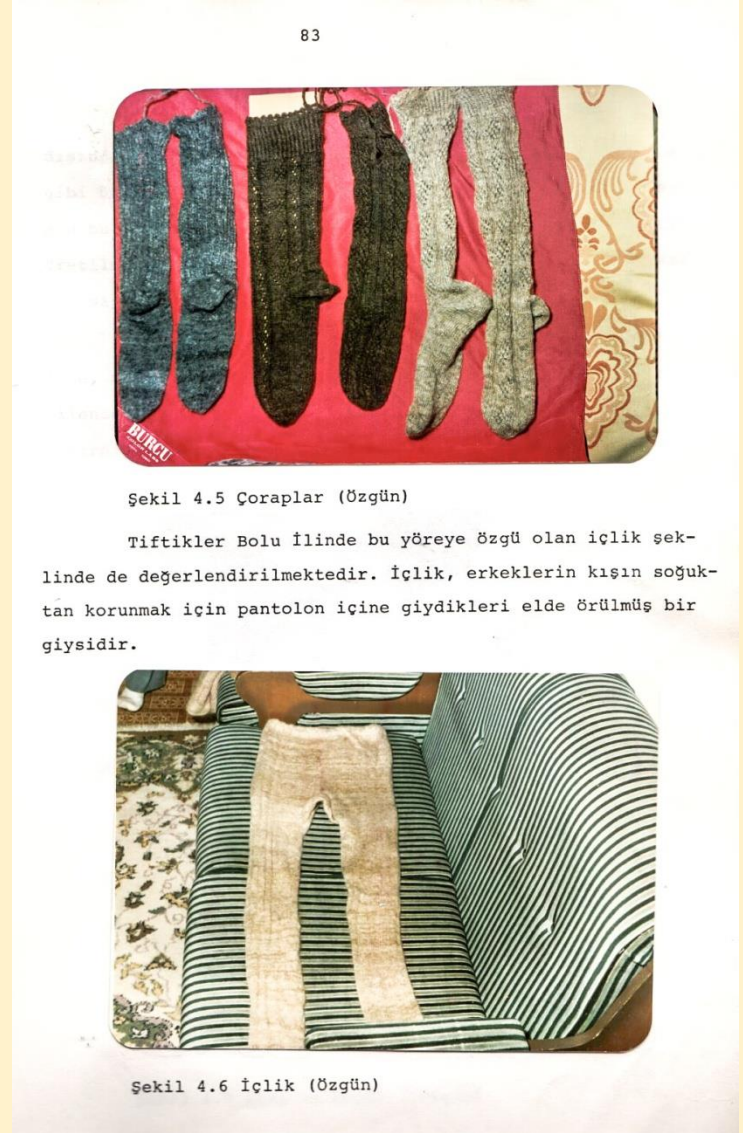 83
BURCU
Şekil 4.5 Çoraplar (Özgün)
Tiftikler Bolu İlinde bu yöreye özgü olan içlik şek-
linde de değerlendirilmektedir. İçlik, erkeklerin kışın soğuk-
tan korunmak için pantolon içine giydikleri elde örülmüş bir
giysidir.
Şekil 4.6 İçlik (Özgün)